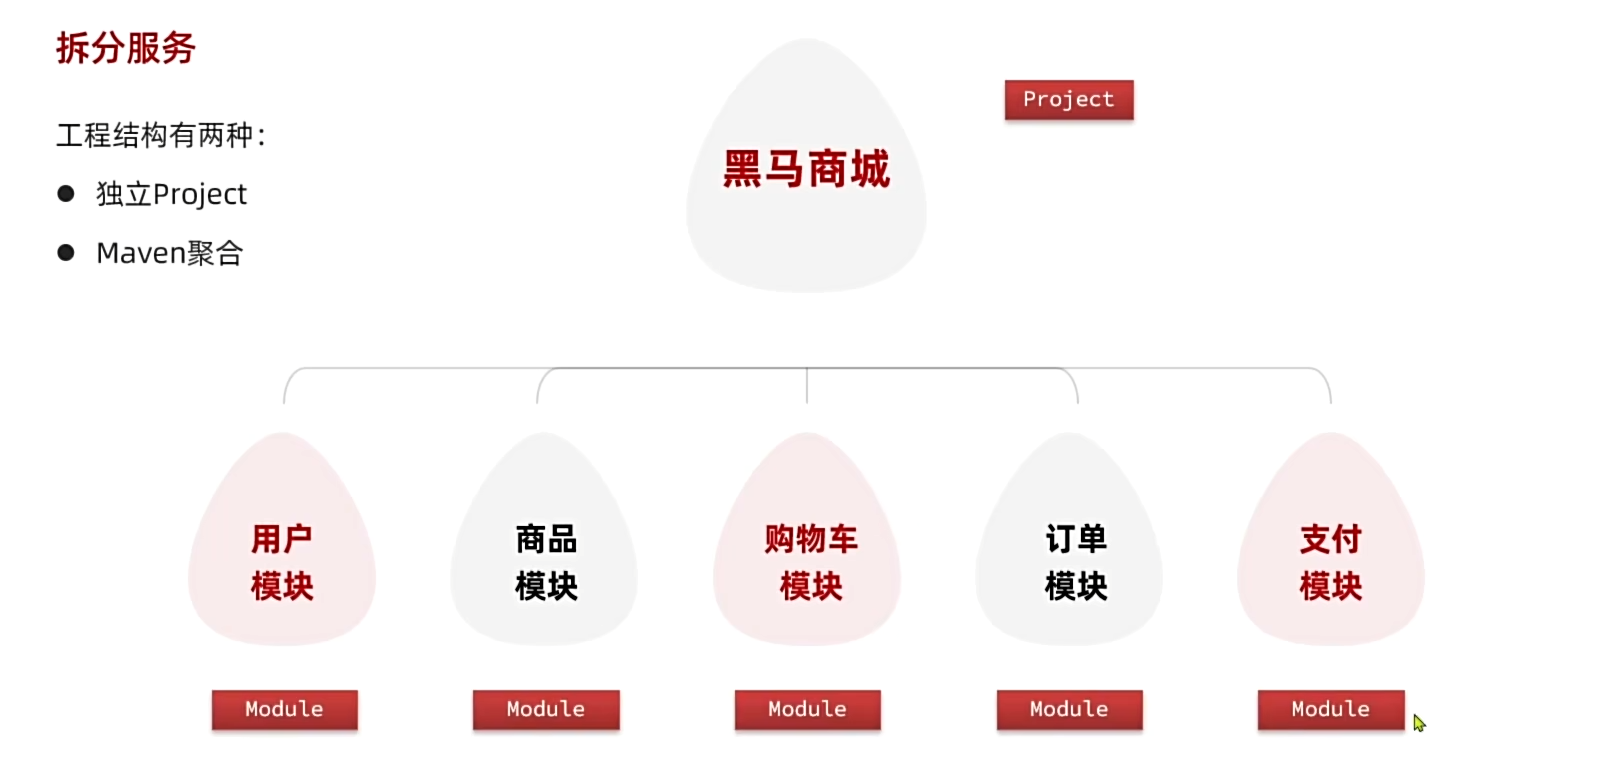 拆分服务
Project
工程结构有两种：
黑马商城
● 独立Project
● Maven聚合
用户
模块
商品
模块
购物车
模块
订单
模块
支付
模块
Module
Module
Module
Module
Module